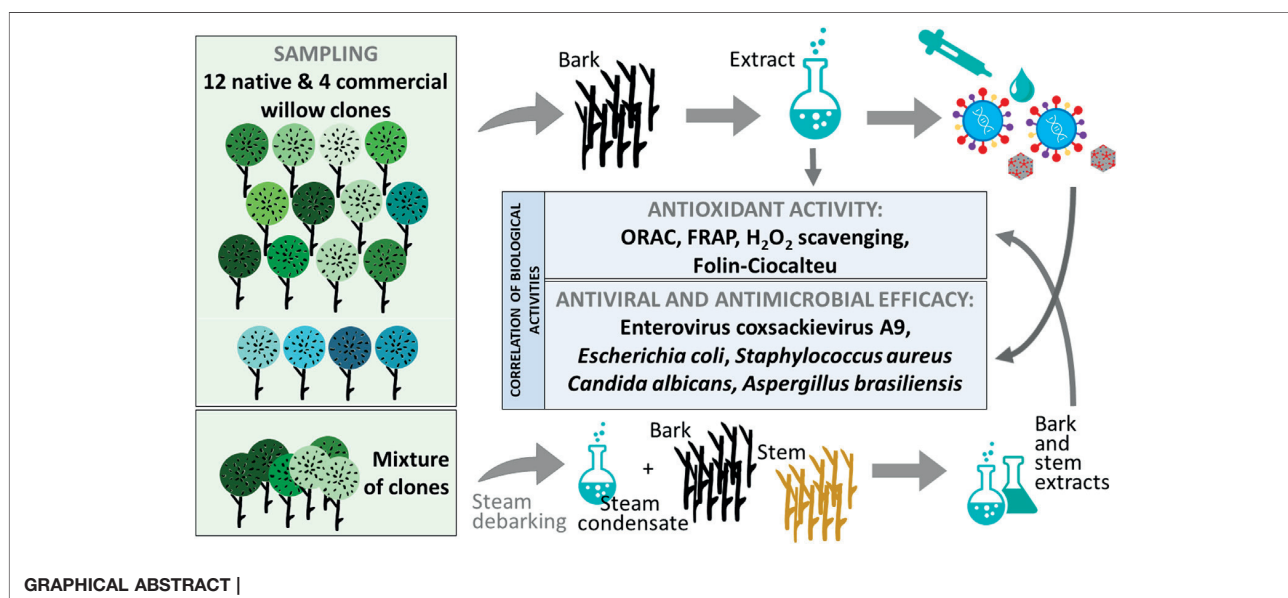 SAMPLING
12 native & 4 commercial
willow clones
Bark
Extract
CORRELATION OF BIOLOGICAL
ACTIVITIES
ANTIOXIDANT ACTIVITY:
ORAC, FRAP, H₂O₂ scavenging,
Folin-Ciocalteu
ANTIVIRAL AND ANTIMICROBIAL EFFICACY:
Enterovirus coxsackievirus A9,
Escherichia coli, Staphylococcus aureus
Candida albicans, Aspergillus brasiliensis
Mixture
of clones
Steam
debarking
Steam
condensate
+
Bark
Stem
Bark
and
stem
extracts
GRAPHICAL ABSTRACT |